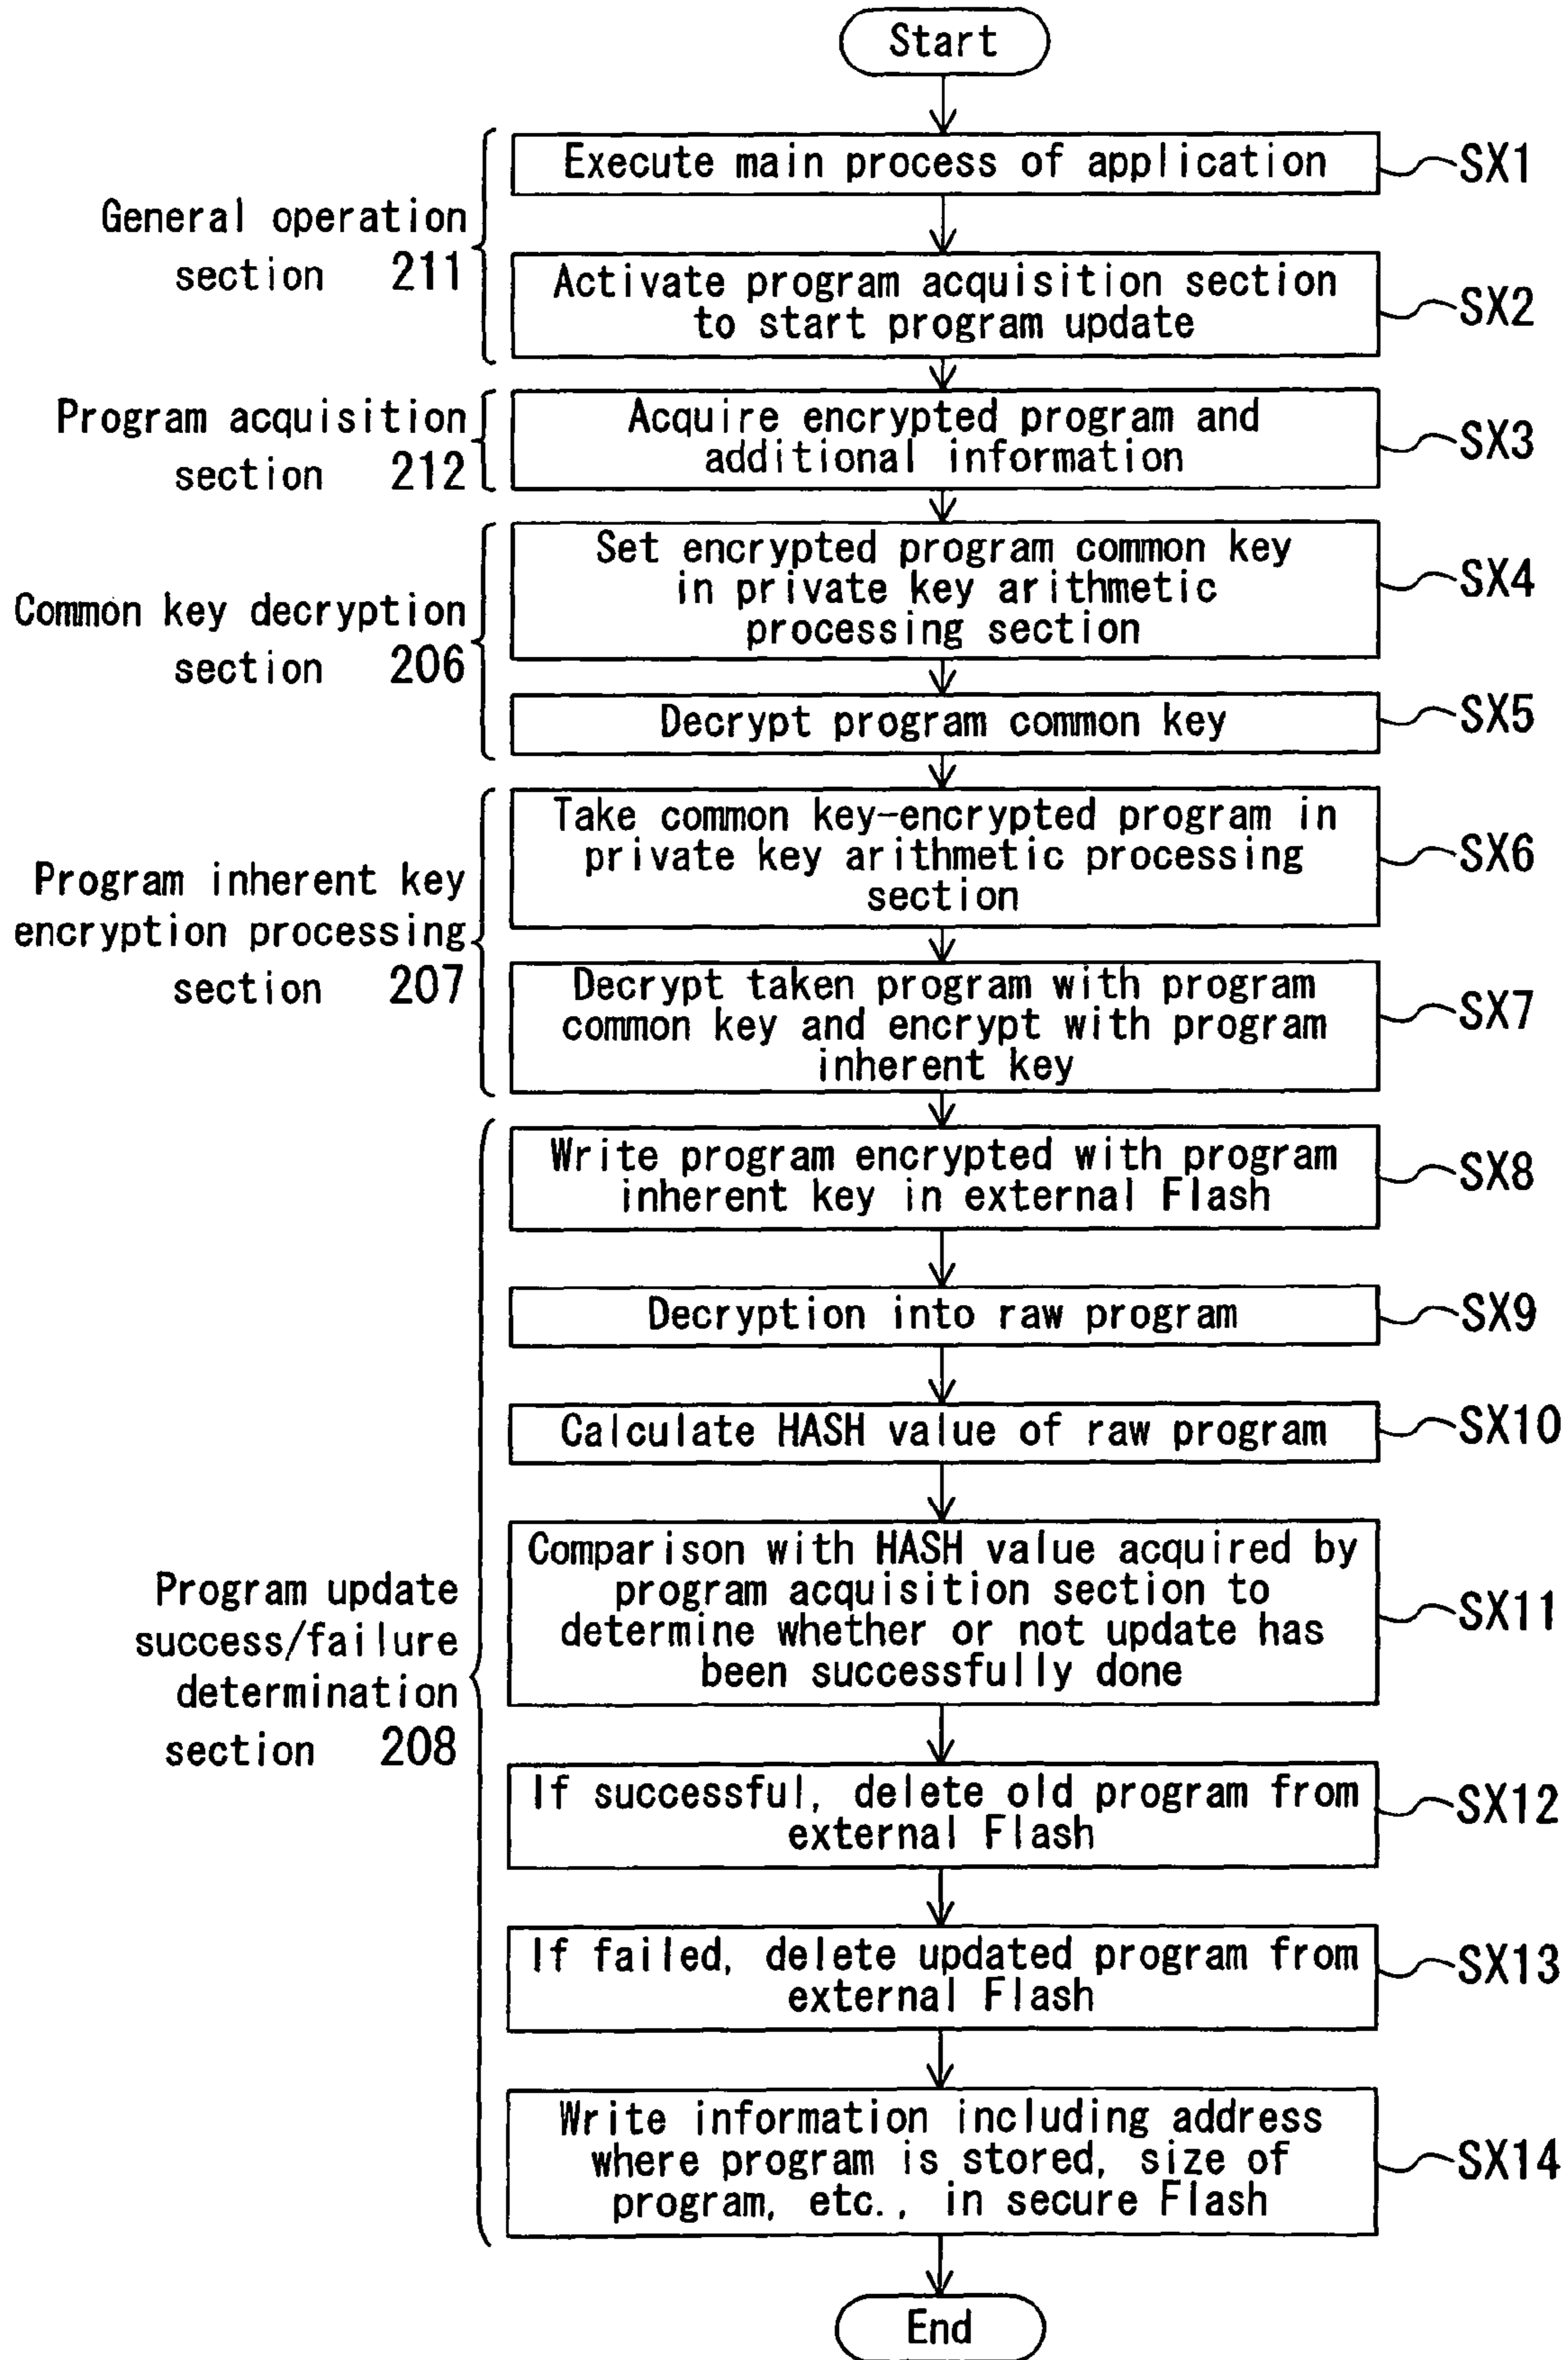 Start
Execute main process of application
SX1
General operation
section 211
Activate program acquisition section
to start program update
SX2
Program acquisition
section 212
Acquire encrypted program and
additional information
SX3
Common key decryption
section 206
Set encrypted program common key
in private key arithmetic
processing section
SX4
Decrypt program common key
SX5
Program inherent key
encryption processing
section 207
Take common key-encrypted program in
private key arithmetic processing
section
SX6
Decrypt taken program with program
common key and encrypt with program
inherent key
SX7
Write program encrypted with program
inherent key in external Flash
SX8
Decryption into raw program
SX9
Calculate HASH value of raw program
SX10
Program update
success/failure
determination
section 208
Comparison with HASH value acquired by
program acquisition section to
determine whether or not update has
been successfully done
SX11
If successful, delete old program from
external Flash
SX12
If failed, delete updated program from
external Flash
SX13
Write information including address
where program is stored, size of
program, etc., in secure Flash
SX14
End